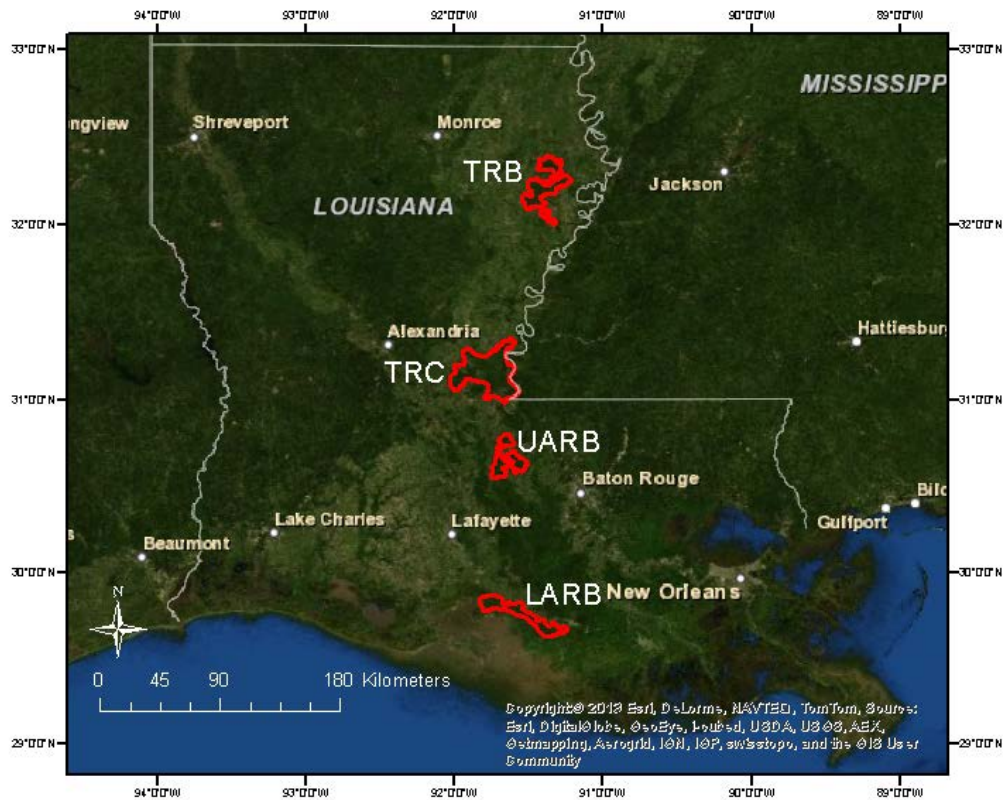 94°0'0"W 93°0'0"W 92°0'0"W 91°0'0"W 90°0'0"W 89°0'0"W
33°0'0"N 33°0'0"N
MISSISSIPP
ngview Shreveport Monroe
TRB
Jackson
LOUISIANA
32°0'0"N 32°0'0"N
Alexandria Hattiesbur
TRC
31°0'0"N 31°0'0"N
UARB
Baton Rouge
Lake Charles Lafayette Gulfport Bilo
s Beaumont
30°0'0"N 30°0'0"N
LARB New Orleans
N
0 45 90 180 Kilometers
Copyright:© 2013 Esri, DeLorme, NAVTEQ, TomTom, Source:
Esri, DigitalGlobe, GeoEye, i-cubed, USDA, USGS, AEX,
Getmapping, Aerogrid, IGN, IGP, swisstopo, and the GIS User
Community
29°0'0"N 29°0'0"N
94°0'0"W 93°0'0"W 92°0'0"W 91°0'0"W 90°0'0"W 89°0'0"W